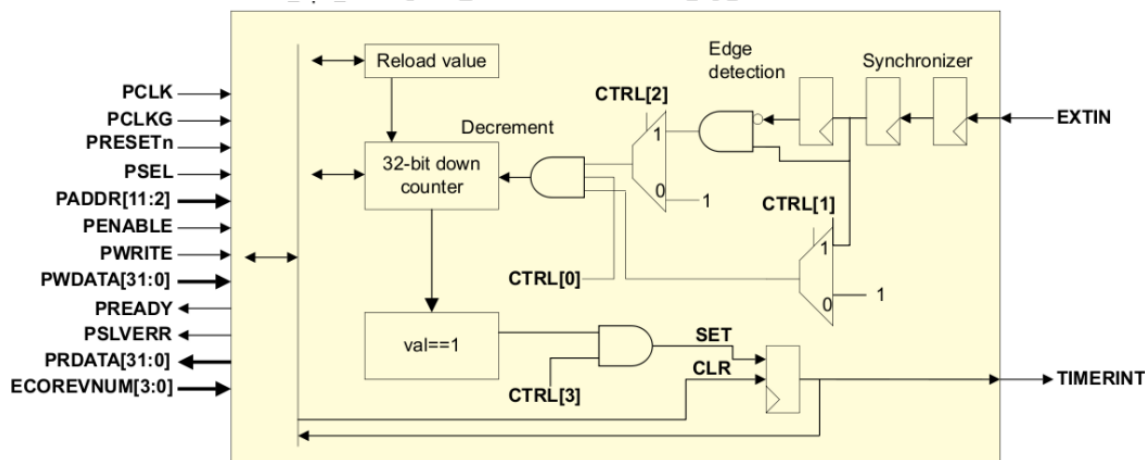 PCLK
PCLKG
PRESETn
PSEL
PADDR[11:2]
PENABLE
PWRITE
PWDATA[31:0]
PREADY
PSLVERR
PRDATA[31:0]
ECOREVNUM[3:0]
Reload value
Decrement
32-bit down
counter
val==1
CTRL[2]
1
0
1
Edge
detection
Synchronizer
EXTIN
CTRL[1]
1
0
1
CTRL[0]
CTRL[3]
SET
CLR
TIMERINT